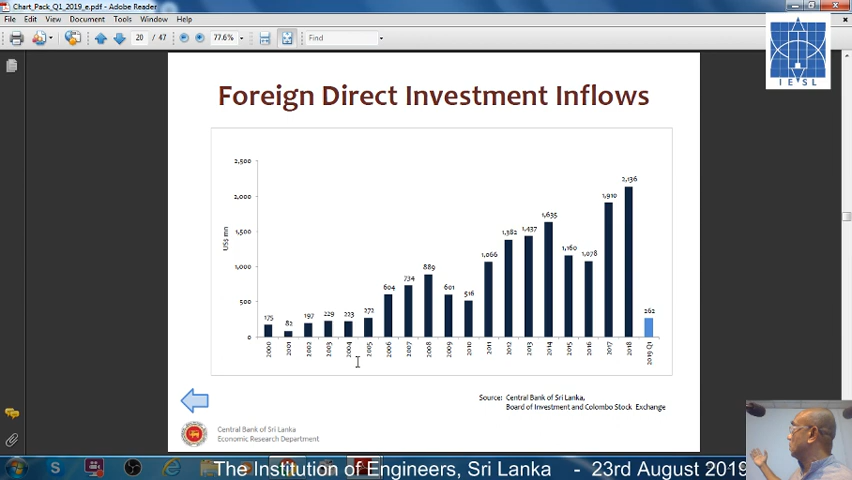 Chart_Pack_Q1_2019_e.pdf - Adobe Reader
File Edit View Document Tools Window Help
20 / 47 77.6% Find
IESL
Foreign Direct Investment Inflows
US$ mn
2,500
2,000
1,500
1,000
500
0
175 82 197 229 223 272 604 734 889 601 516 1,066 1,382 1,437 1,635 1,160 1,078 1,910 2,136 262
2000 2001 2002 2003 2004 2005 2006 2007 2008 2009 2010 2011 2012 2013 2014 2015 2016 2017 2018 2019 Q1
Source: Central Bank of Sri Lanka,
Board of Investment and Colombo Stock Exchange
Central Bank of Sri Lanka
Economic Research Department
The Institution of Engineers, Sri Lanka - 23rd August 2019